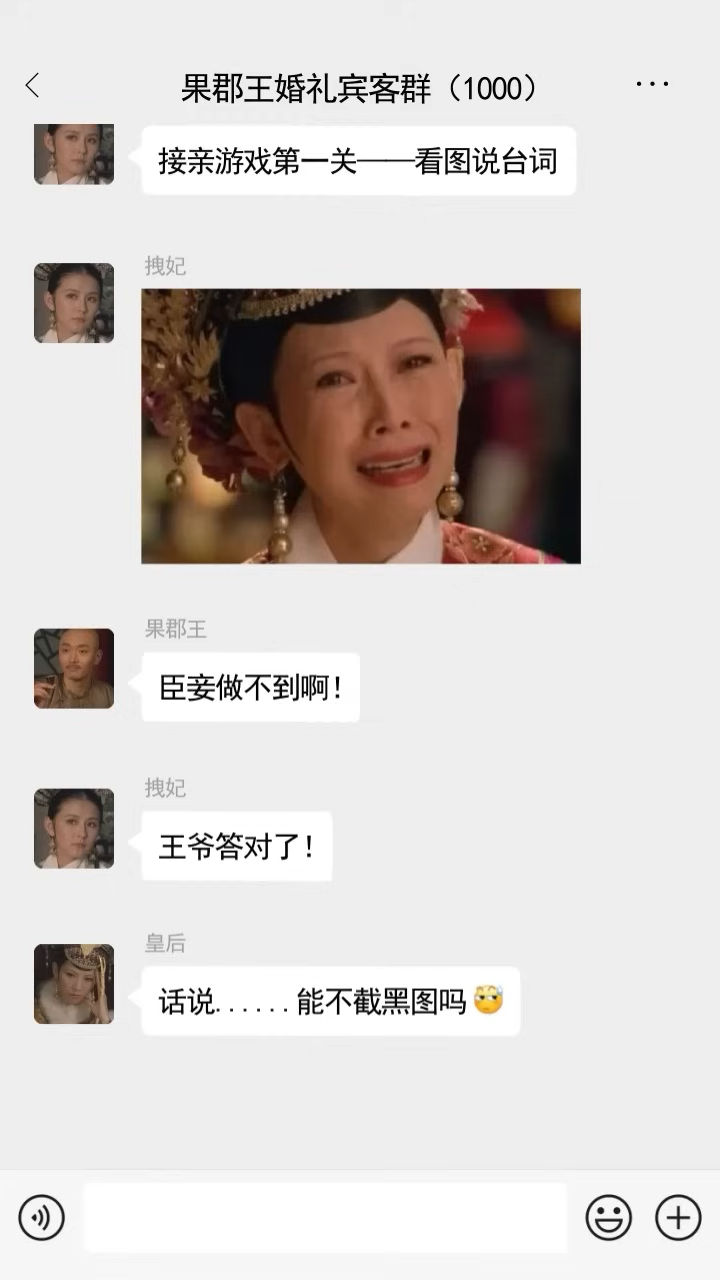 果郡王婚礼宾客群（1000）
接亲游戏第一关——看图说台词
拽妃
果郡王
臣妾做不到啊！
拽妃
王爷答对了！
皇后
话说......能不截黑图吗